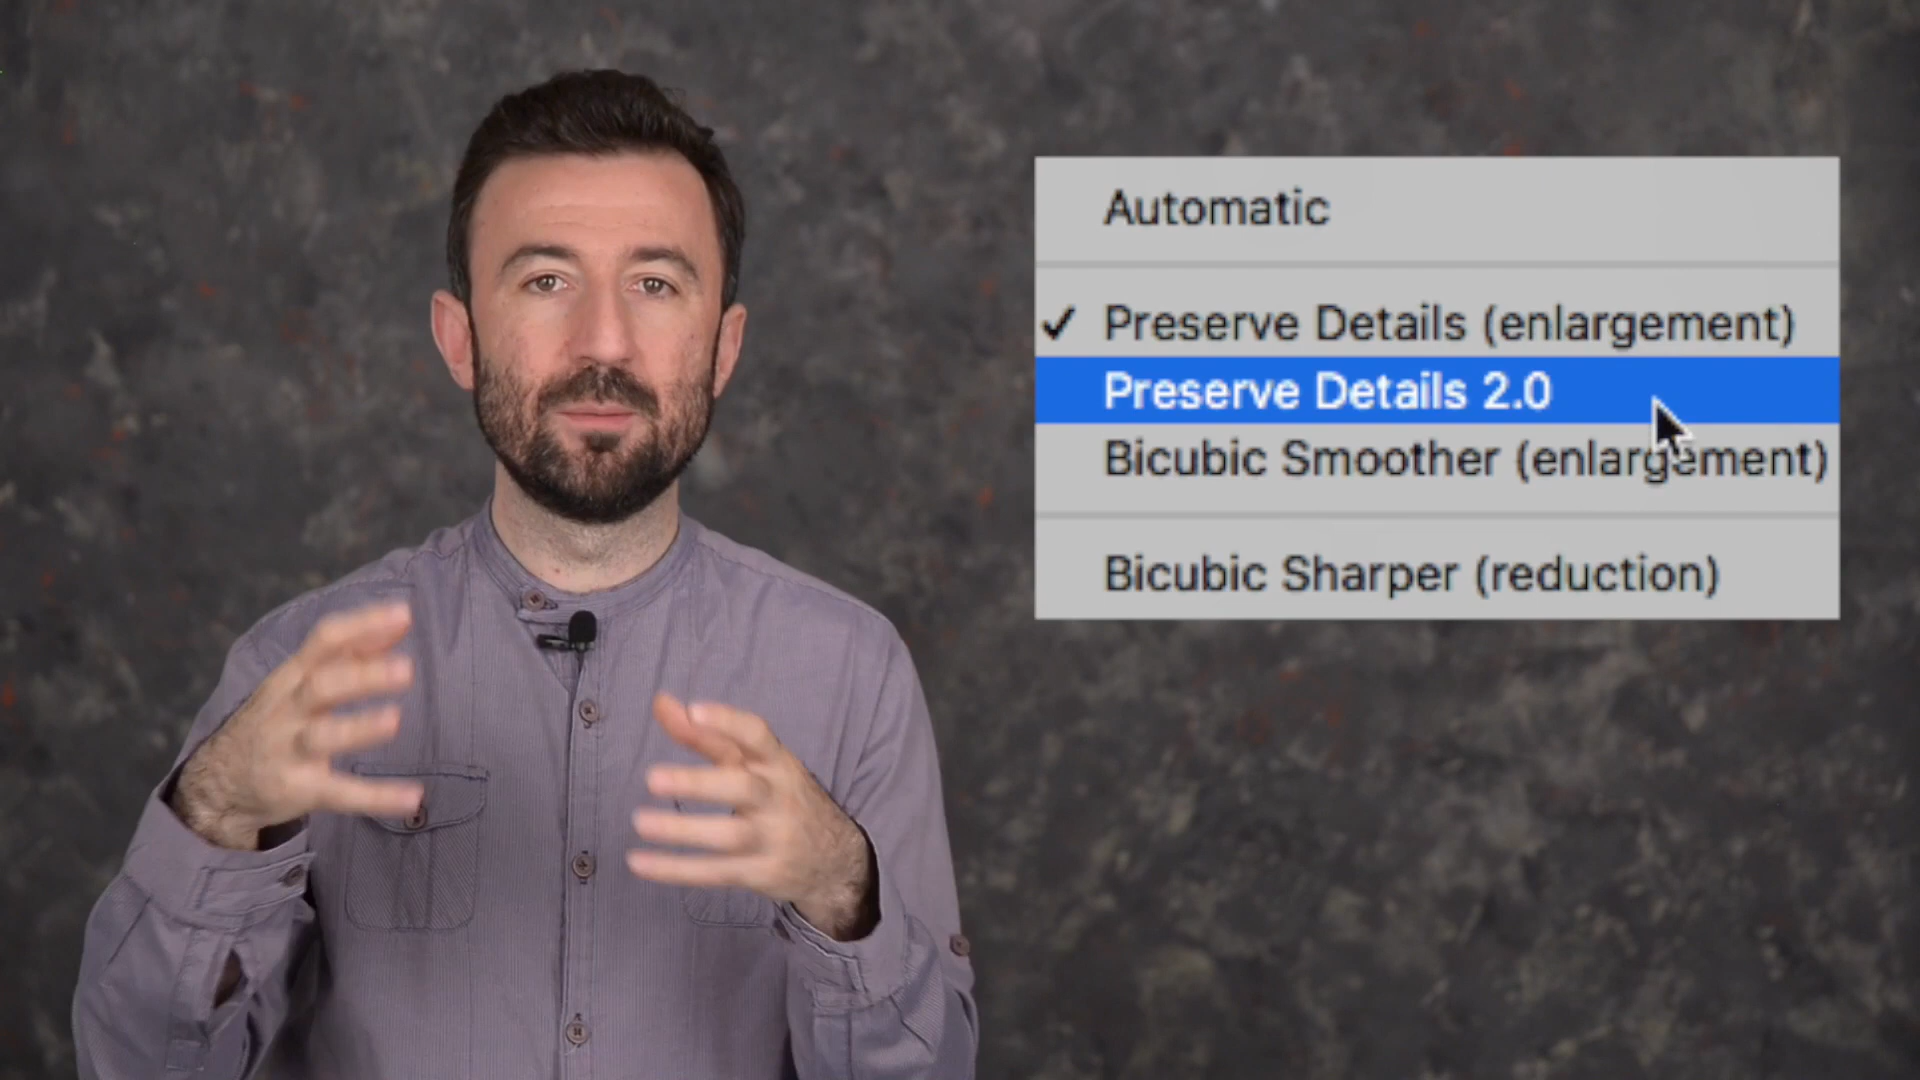 Automatic
✓ Preserve Details (enlargement)
Preserve Details 2.0
Bicubic Smoother (enlargement)
Bicubic Sharper (reduction)